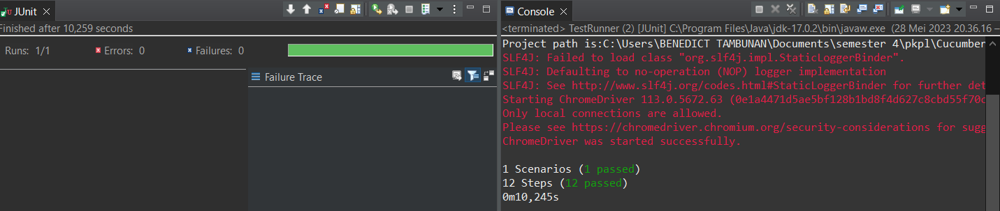 JUnit
Finished after 10,259 seconds
Runs: 1/1 Errors: 0 Failures: 0
Failure Trace
Console
<terminated> TestRunner (2) [JUnit] C:\Program Files\Java\jdk-17.0.2\bin\javaw.exe (28 Mei 2023 20.36.16 –
Project path is:C:\Users\BENEDICT TAMBUNAN\Documents\semester 4\pkpl\Cucumber
SLF4J: Failed to load class "org.slf4j.impl.StaticLoggerBinder".
SLF4J: Defaulting to no-operation (NOP) logger implementation
SLF4J: See http://www.slf4j.org/codes.html#StaticLoggerBinder for further det
Starting ChromeDriver 113.0.5672.63 (0e1a4471d5ae5bf128b1bd8f4d627c8cbd55f70c
Only local connections are allowed.
Please see https://chromedriver.chromium.org/security-considerations for sugg
ChromeDriver was started successfully.
1 Scenarios (1 passed)
12 Steps (12 passed)
0m10,245s